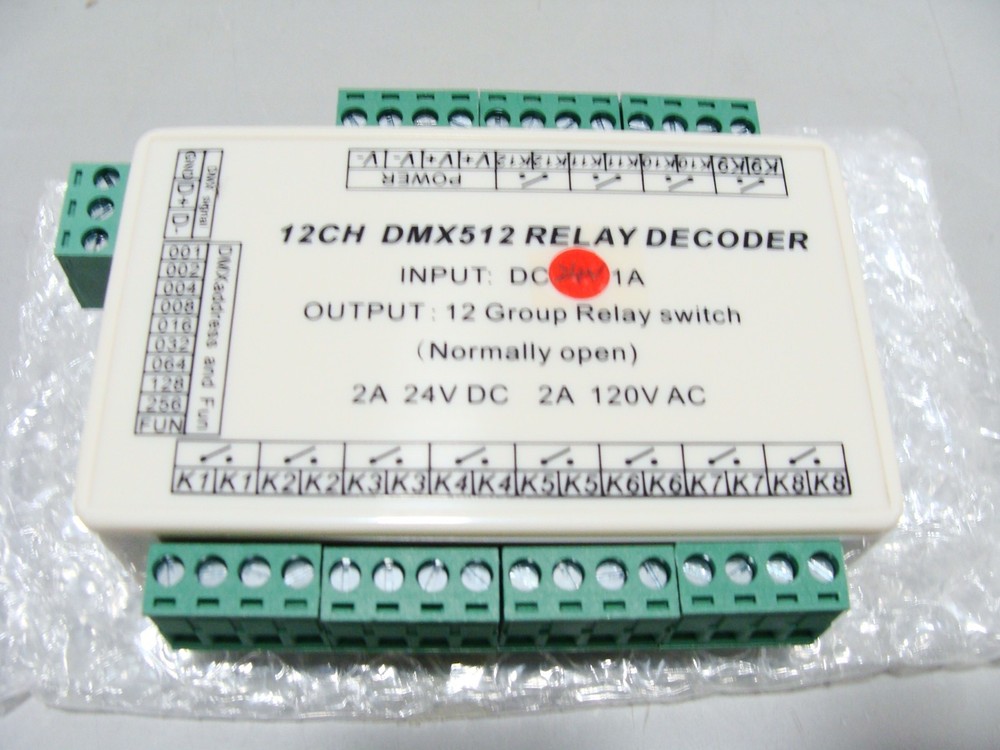 POWER
K9 K9 K10 K10 K11 K11 K12 K12 V+ V+ V- V-
signal
GND D+ D-
12CH DMX512 RELAY DECODER
INPUT: DC 1A
OUTPUT: 12 Group Relay switch
(Normally open)
2A 24V DC 2A 120V AC
DMX address and Fun
001
002
004
008
016
032
064
128
256
FUN
K1 K1 K2 K2 K3 K3 K4 K4 K5 K5 K6 K6 K7 K7 K8 K8